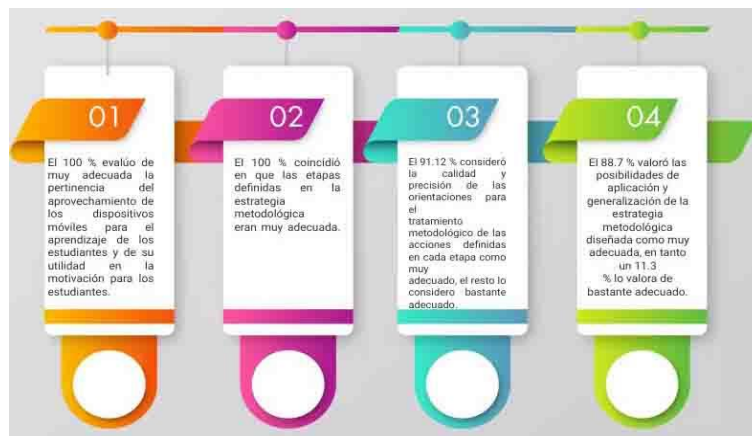 01
El 100 % evalúo de
muy adecuada la
pertinencia del
aprovechamiento de
los dispositivos
móviles para el
aprendizaje de los
estudiantes y de su
utilidad en la
motivación para los
estudiantes.
02
El 100 % coincidió
en que las etapas
definidas en la
estrategia
metodológica
eran muy adecuada.
03
El 91.12 % consideró
la calidad y
precisión de las
orientaciones para
el
tratamiento
metodológico de las
acciones definidas
en cada etapa como
muy
adecuado, el resto lo
considero bastante
adecuado.
04
El 88.7 % valoró las
posibilidades de
aplicación y
generalización de la
estrategia
metodológica
diseñada como muy
adecuada, en tanto
un 11.3
% lo valora de
bastante adecuado.